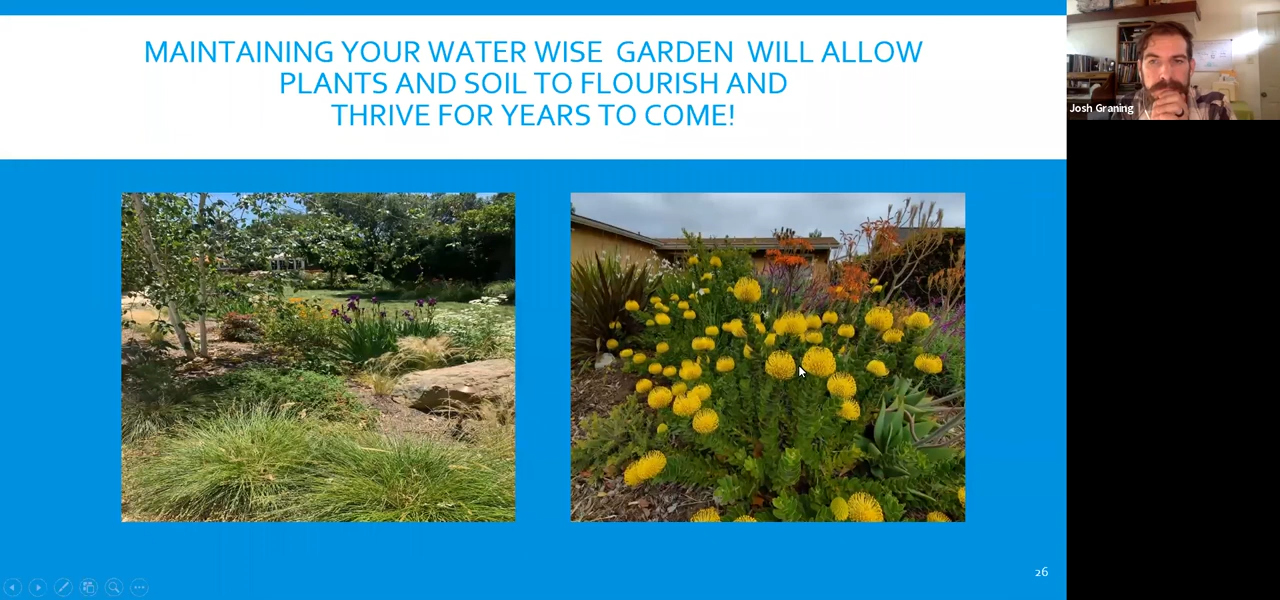 MAINTAINING YOUR WATER WISE GARDEN WILL ALLOW
PLANTS AND SOIL TO FLOURISH AND
THRIVE FOR YEARS TO COME!
Josh Graning
26